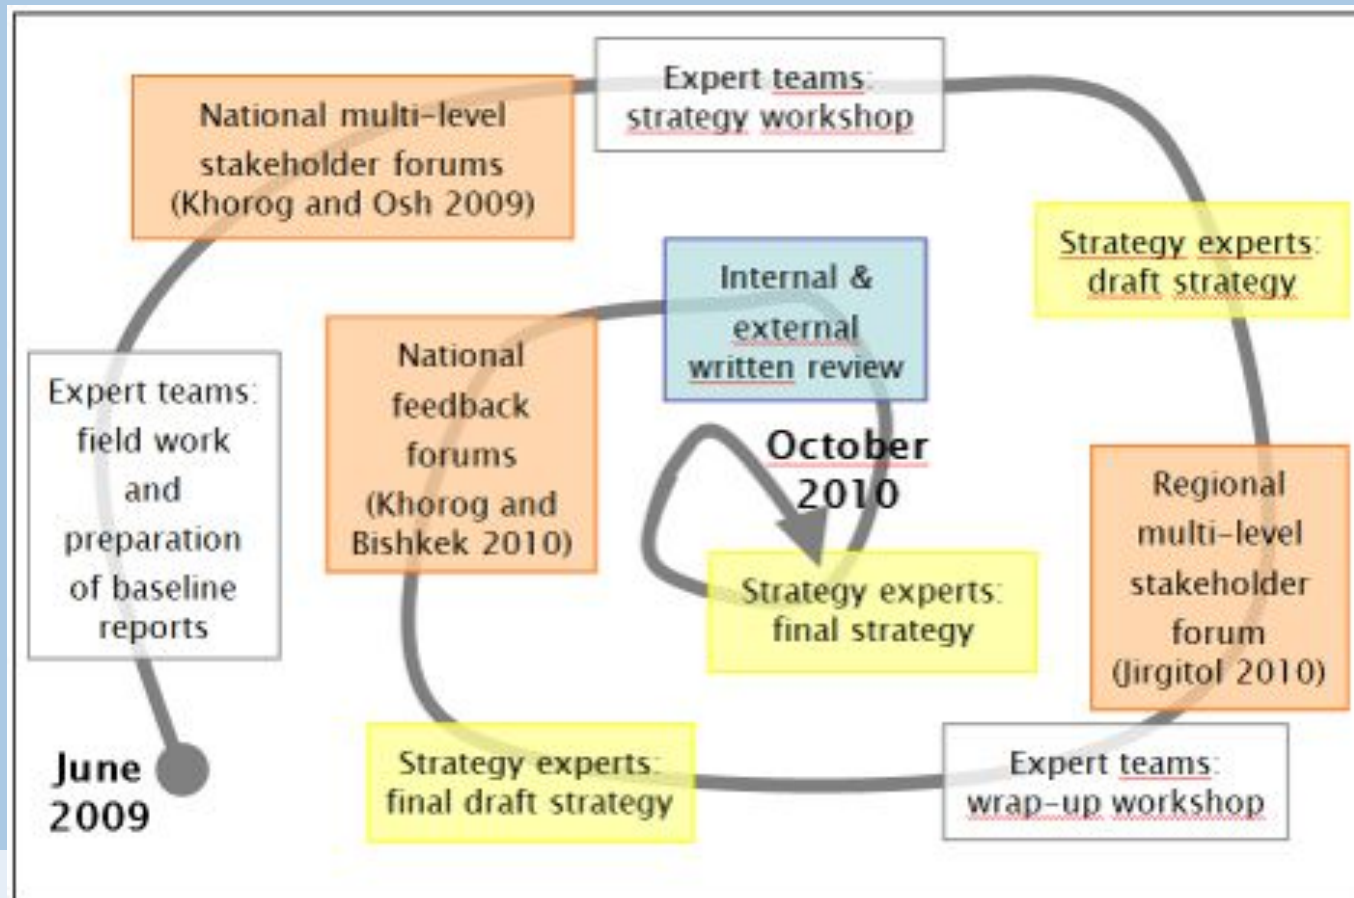 June
2009
Expert teams:
field work
and
preparation
of baseline
reports
National multi-level
stakeholder forums
(Khorog and Osh 2009)
Expert teams:
strategy workshop
Strategy experts:
draft strategy
Regional
multi-level
stakeholder
forum
(Jirgitol 2010)
Expert teams:
wrap-up workshop
Strategy experts:
final draft strategy
National
feedback
forums
(Khorog and
Bishkek 2010)
Internal &
external
written review
Strategy experts:
final strategy
October
2010